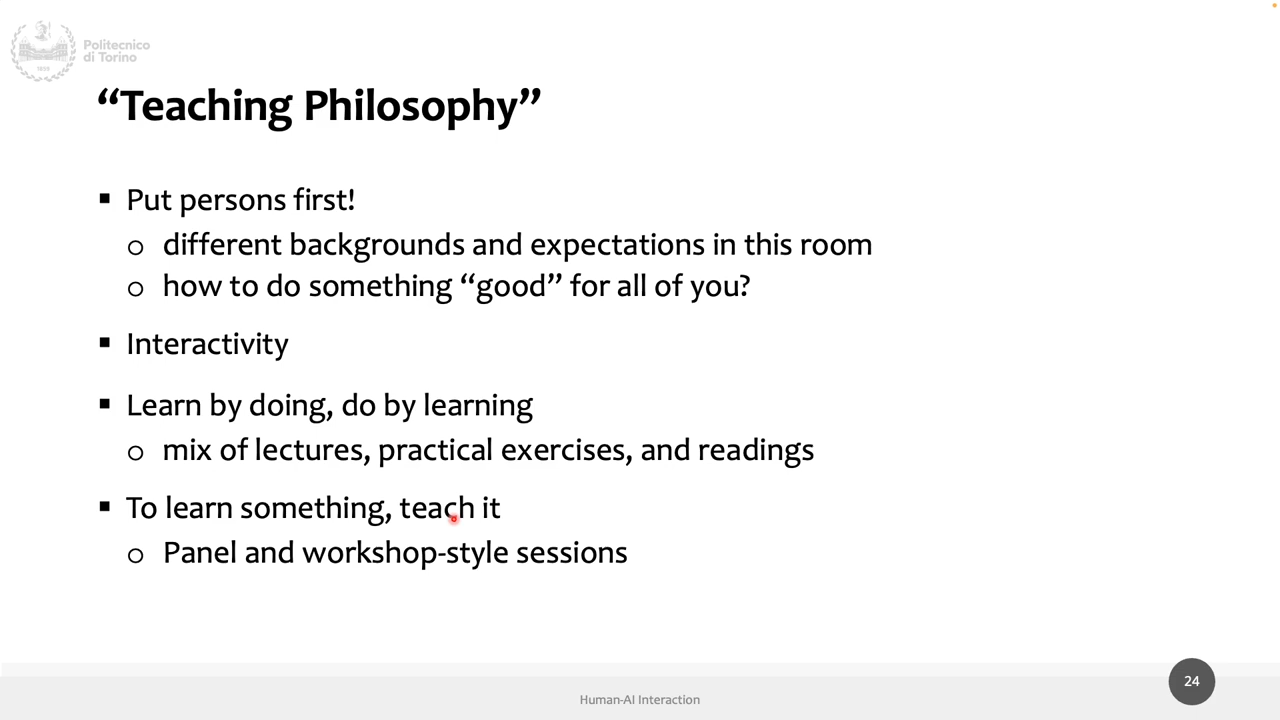 Politecnico
di Torino
1859
“Teaching Philosophy”
▪ Put persons first!
o different backgrounds and expectations in this room
o how to do something “good” for all of you?
▪ Interactivity
▪ Learn by doing, do by learning
o mix of lectures, practical exercises, and readings
▪ To learn something, teach it
o Panel and workshop-style sessions
24
Human-AI Interaction